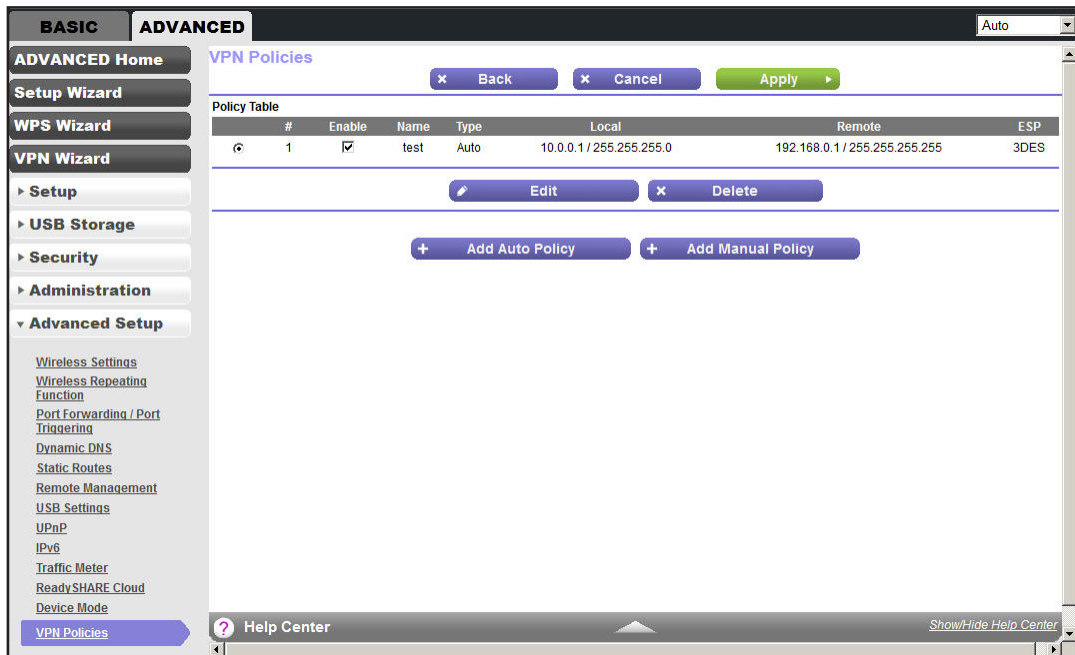 BASIC
ADVANCED
Auto
ADVANCED Home
Setup Wizard
WPS Wizard
VPN Wizard
Setup
USB Storage
Security
Administration
Advanced Setup
Wireless Settings
Wireless Repeating
Function
Port Forwarding / Port
Triggering
Dynamic DNS
Static Routes
Remote Management
USB Settings
UPnP
IPv6
Traffic Meter
ReadySHARE Cloud
Device Mode
VPN Policies
VPN Policies
Back Cancel Apply
Policy Table
# Enable Name Type Local Remote ESP
1 test Auto 10.0.0.1 / 255.255.255.0 192.168.0.1 / 255.255.255.255 3DES
Edit Delete
+ Add Auto Policy + Add Manual Policy
? Help Center Show/Hide Help Center